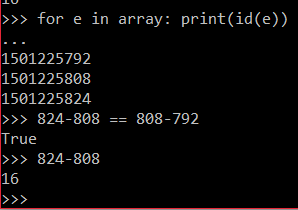 >>> for e in array: print(id(e))
...
1501225792
1501225808
1501225824
>>> 824-808 == 808-792
True
>>> 824-808
16
>>>